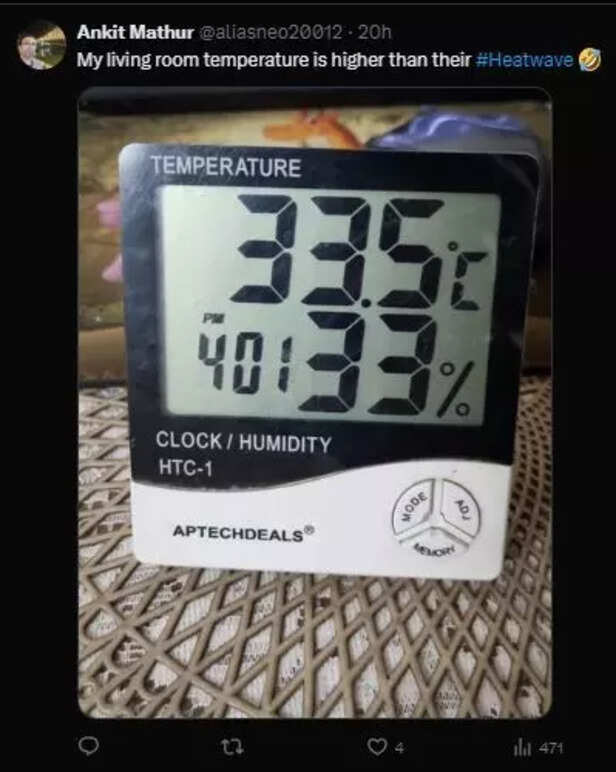 Ankit Mathur @aliasneo20012 · 20h
My living room temperature is higher than their #Heatwave 🤣
TEMPERATURE
33.5°C
PM
4 01 33%
CLOCK / HUMIDITY
HTC-1
MODE
ADJ
MEMORY
APTECHDEALS®
4
471